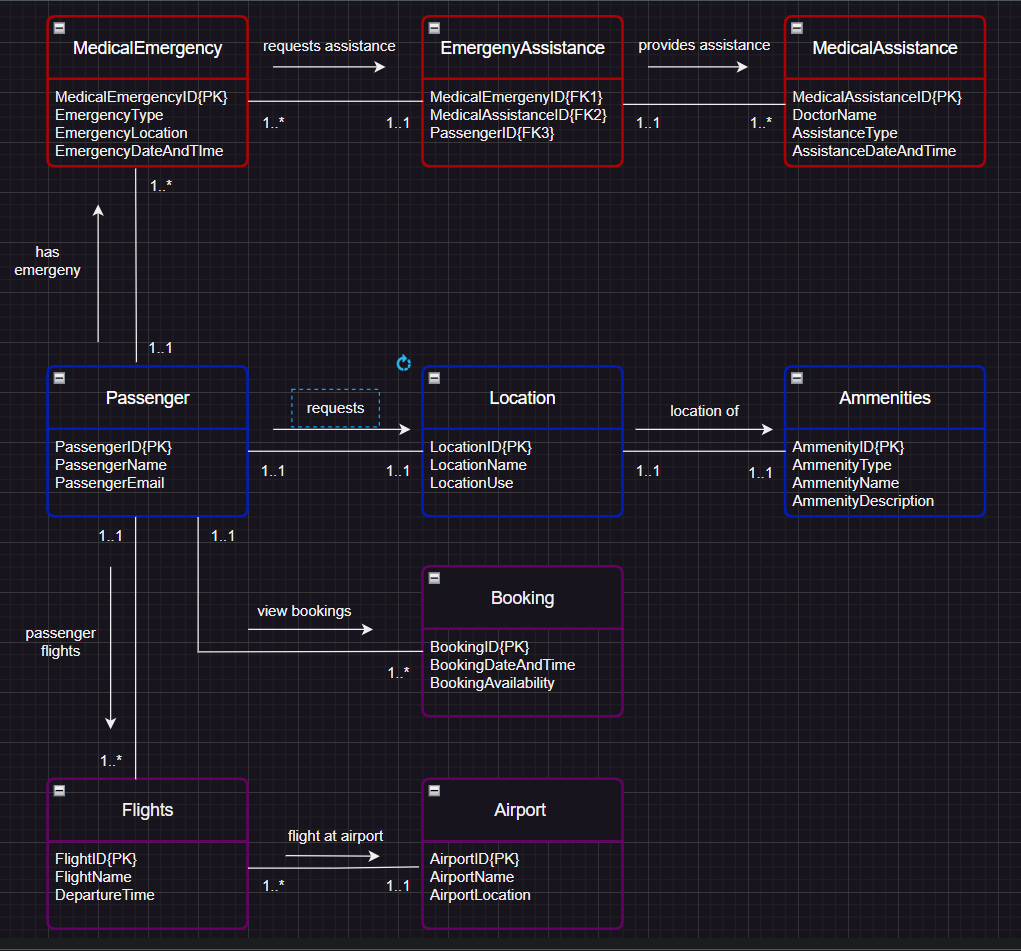 MedicalEmergency
requests assistance
EmergenyAssistance
provides assistance
MedicalAssistance
MedicalEmergencyID{PK}
EmergencyType
EmergencyLocation
EmergencyDateAndTIme
1..*
1..1
MedicalEmergenyID{FK1}
MedicalAssistanceID{FK2}
PassengerID{FK3}
1..1
1..*
MedicalAssistanceID{PK}
DoctorName
AssistanceType
AssistanceDateAndTime
1..*
has
emergeny
1..1
Passenger
requests
Location
location of
Ammenities
PassengerID{PK}
PassengerName
PassengerEmail
1..1
1..1
LocationID{PK}
LocationName
LocationUse
1..1
1..1
AmmenityID{PK}
AmmenityType
AmmenityName
AmmenityDescription
1..1
1..1
view bookings
Booking
passenger
flights
1..*
BookingID{PK}
BookingDateAndTime
BookingAvailability
1..*
Flights
flight at airport
Airport
FlightID{PK}
FlightName
DepartureTime
1..*
1..1
AirportID{PK}
AirportName
AirportLocation